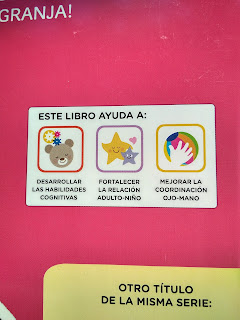 GRANJA!
ESTE LIBRO AYUDA A:
DESARROLLAR
LAS HABILIDADES
COGNITIVAS
FORTALECER
LA RELACIÓN
ADULTO-NIÑO
MEJORAR LA
COORDINACIÓN
OJO-MANO
OTRO TÍTULO
DE LA MISMA SERIE: